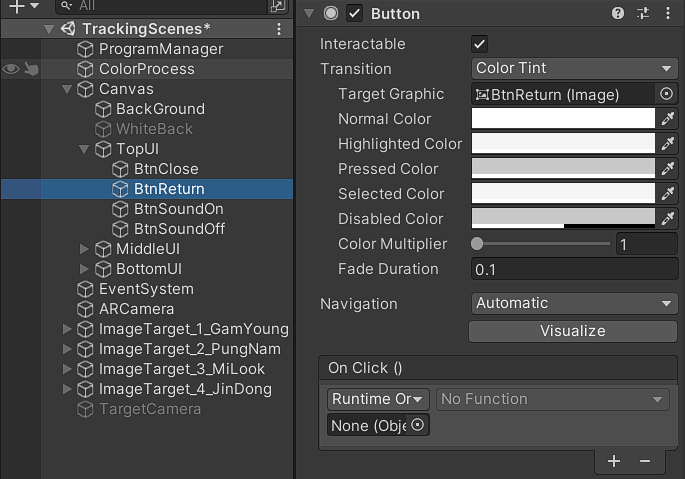 All
TrackingScenes*
ProgramManager
ColorProcess
Canvas
BackGround
WhiteBack
TopUI
BtnClose
BtnReturn
BtnSoundOn
BtnSoundOff
MiddleUI
BottomUI
EventSystem
ARCamera
ImageTarget_1_GamYoung
ImageTarget_2_PungNam
ImageTarget_3_MiLook
ImageTarget_4_JinDong
TargetCamera
Button
Interactable
Transition Color Tint
Target Graphic BtnReturn (Image)
Normal Color
Highlighted Color
Pressed Color
Selected Color
Disabled Color
Color Multiplier 1
Fade Duration 0.1
Navigation Automatic
Visualize
On Click ()
Runtime Or No Function
None (Obje